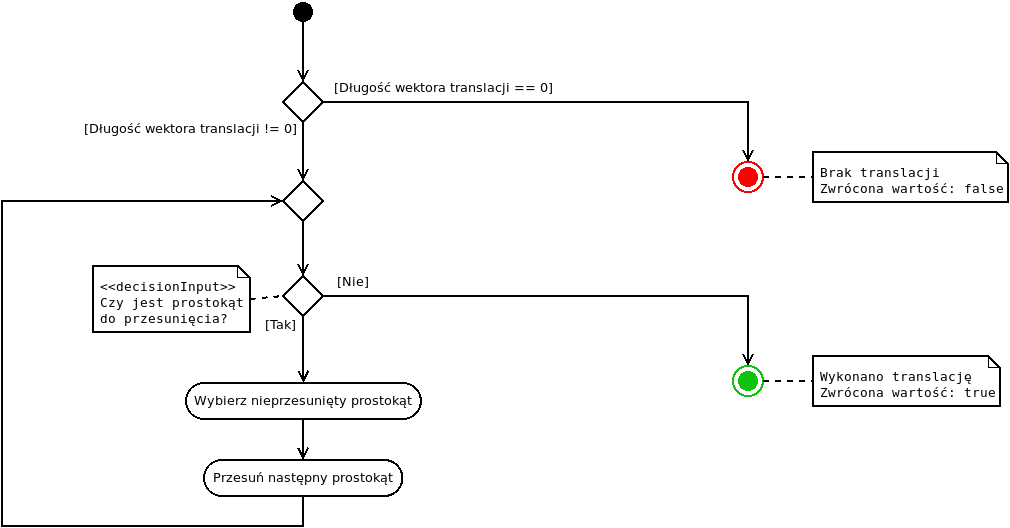 [Długość wektora translacji == 0]
[Długość wektora translacji != 0]
Brak translacji
Zwrócona wartość: false
[Nie]
<<decisionInput>>
Czy jest prostokąt
do przesunięcia?
[Tak]
Wykonano translację
Zwrócona wartość: true
Wybierz nieprzesunięty prostokąt
Przesuń następny prostokąt